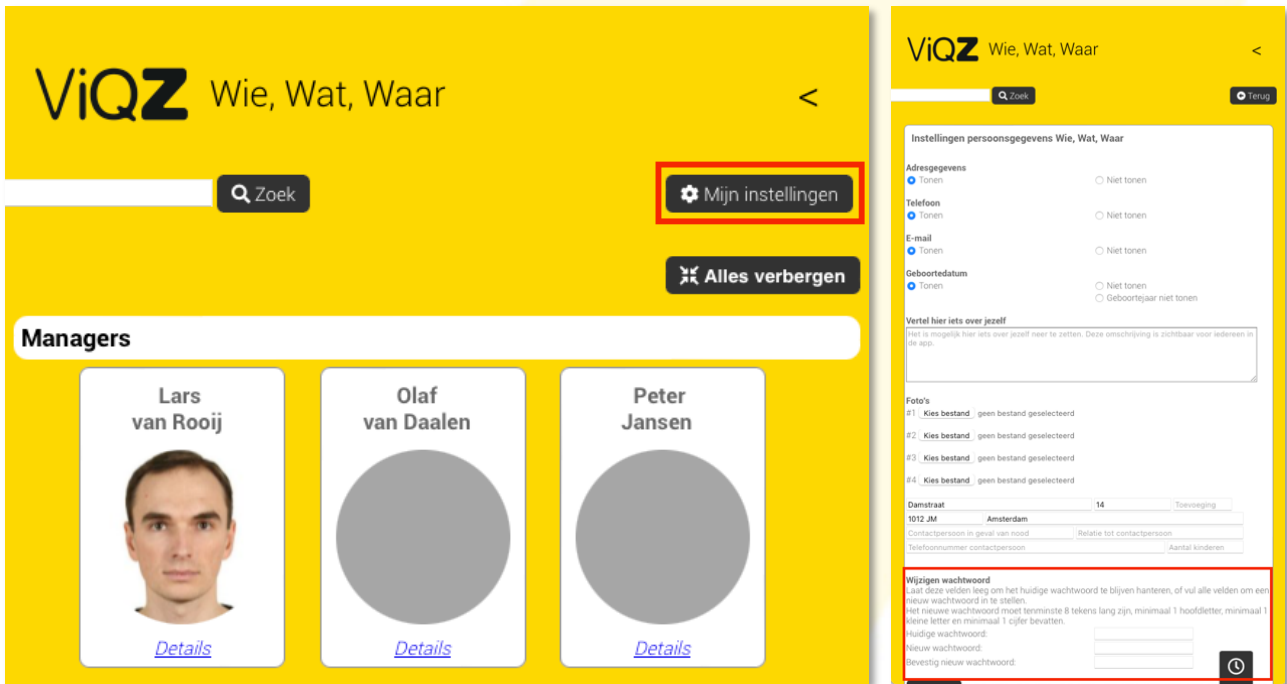 ViQZ Wie, Wat, Waar <
Zoek
Mijn instellingen
Alles verbergen
Managers
Lars
van Rooij
Olaf
van Daalen
Peter
Jansen
Details
Details
Details
ViQZ Wie, Wat, Waar <
Zoek
Terug
Instellingen persoonsgegevens Wie, Wat, Waar
Adresgegevens
Tonen Niet tonen
Telefoon
Tonen Niet tonen
E-mail
Tonen Niet tonen
Geboortedatum
Tonen Niet tonen
Geboortejaar niet tonen
Vertel hier iets over jezelf
Het is mogelijk hier iets over jezelf neer te zetten. Deze omschrijving is zichtbaar voor iedereen in
de app.
Foto's
#1 Kies bestand geen bestand geselecteerd
#2 Kies bestand geen bestand geselecteerd
#3 Kies bestand geen bestand geselecteerd
#4 Kies bestand geen bestand geselecteerd
Damstraat 14 Toevoeging
1012 JM Amsterdam
Contactpersoon in geval van nood Relatie tot contactpersoon
Telefoonnummer contactpersoon Aantal kinderen
Wijzigen wachtwoord
Laat deze velden leeg om het huidige wachtwoord te blijven hanteren, of vul alle velden om een
nieuw wachtwoord in te stellen.
Het nieuwe wachtwoord moet tenminste 8 tekens lang zijn, minimaal 1 hoofdletter, minimaal 1
kleine letter en minimaal 1 cijfer bevatten.
Huidige wachtwoord:
Nieuw wachtwoord:
Bevestig nieuw wachtwoord: